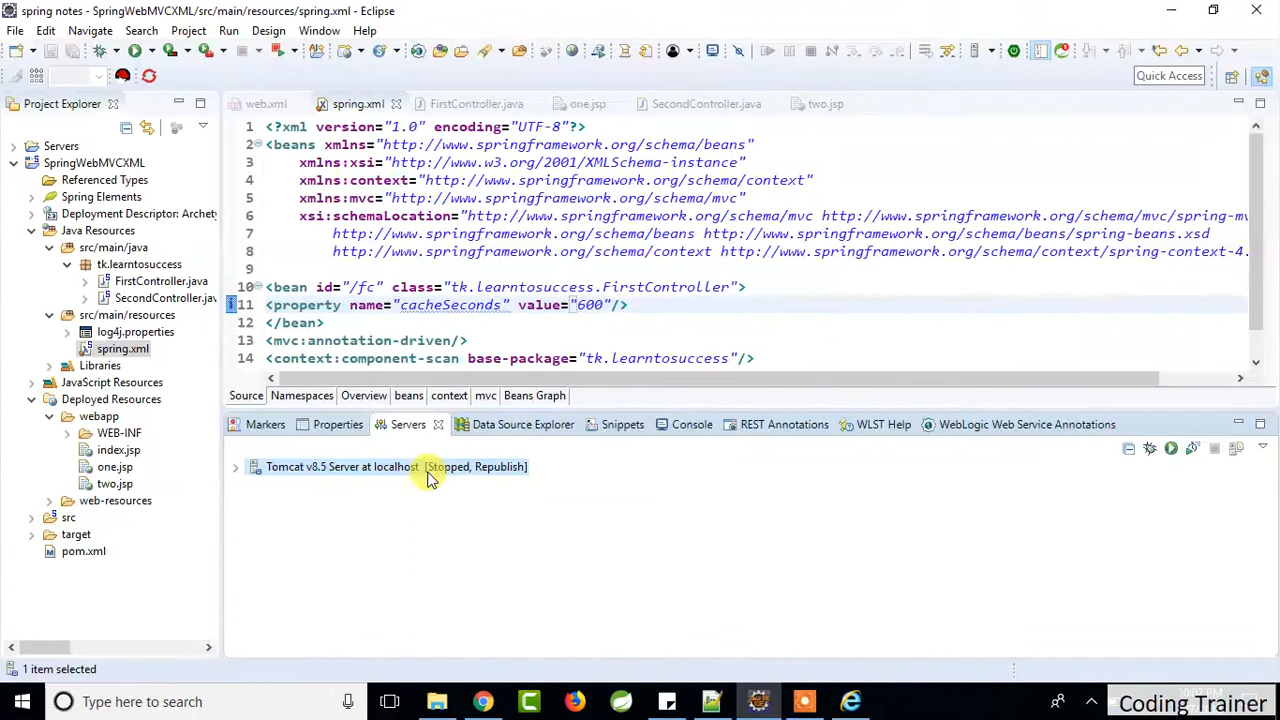 spring notes - SpringWebMVCXML/src/main/resources/spring.xml - Eclipse
File Edit Navigate Search Project Run Design Window Help
Quick Access
Project Explorer
Servers
SpringWebMVCXML
Referenced Types
Spring Elements
Deployment Descriptor: Archet
Java Resources
src/main/java
tk.learntosuccess
FirstController.java
SecondController.java
src/main/resources
log4j.properties
spring.xml
Libraries
JavaScript Resources
Deployed Resources
webapp
WEB-INF
index.jsp
one.jsp
two.jsp
web-resources
src
target
pom.xml
web.xml spring.xml FirstController.java one.jsp SecondController.java two.jsp
1 <?xml version="1.0" encoding="UTF-8"?>
2 <beans xmlns="http://www.springframework.org/schema/beans"
3 xmlns:xsi="http://www.w3.org/2001/XMLSchema-instance"
4 xmlns:context="http://www.springframework.org/schema/context"
5 xmlns:mvc="http://www.springframework.org/schema/mvc"
6 xsi:schemaLocation="http://www.springframework.org/schema/mvc http://www.springframework.org/schema/mvc/spring-mv
7 http://www.springframework.org/schema/beans http://www.springframework.org/schema/beans/spring-beans.xsd
8 http://www.springframework.org/schema/context http://www.springframework.org/schema/context/spring-context-4.
9
10 <bean id="/fc" class="tk.learntosuccess.FirstController">
11 <property name="cacheSeconds" value="600"/>
12 </bean>
13 <mvc:annotation-driven/>
14 <context:component-scan base-package="tk.learntosuccess"/>
Source Namespaces Overview beans context mvc Beans Graph
Markers Properties Servers Data Source Explorer Snippets Console REST Annotations WLST Help WebLogic Web Service Annotations
Tomcat v8.5 Server at localhost [Stopped, Republish]
1 item selected
Type here to search
Coding Trainer